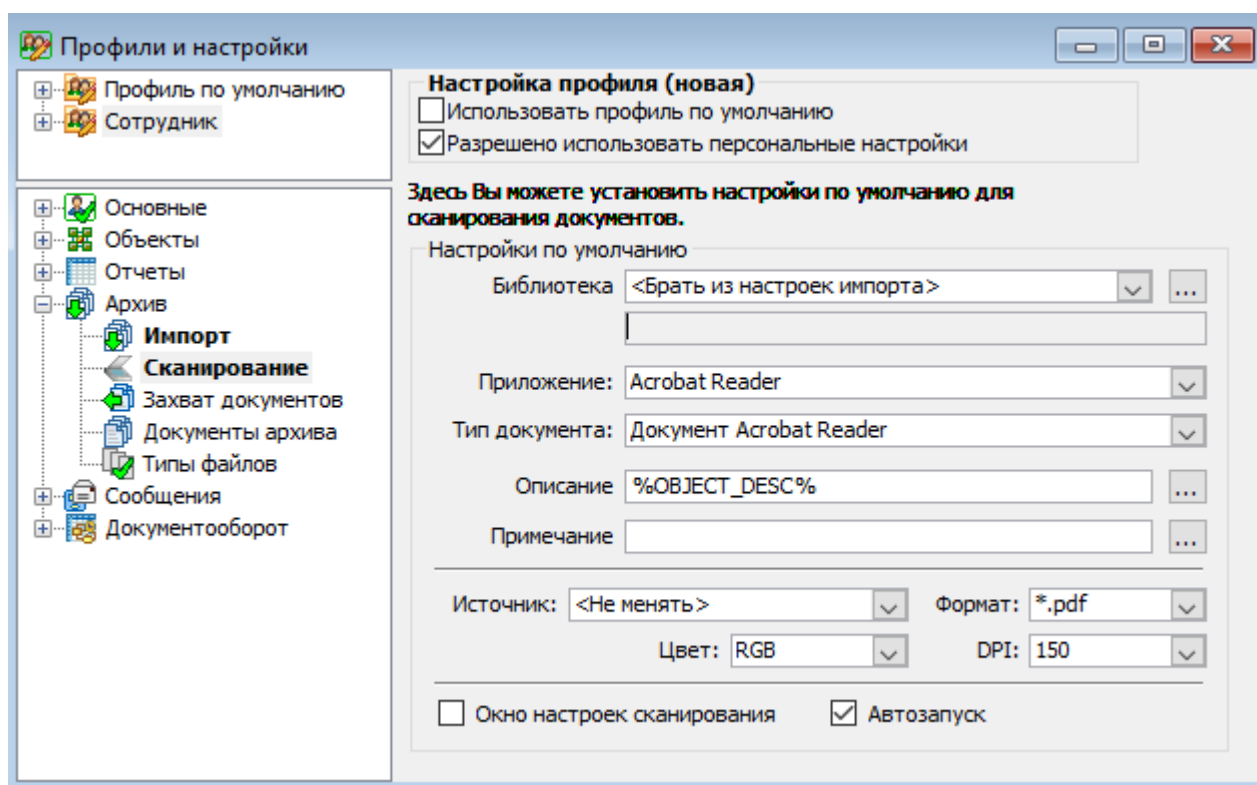 Профили и настройки
Профиль по умолчанию
Сотрудник
Основные
Объекты
Отчеты
Архив
Импорт
Сканирование
Захват документов
Документы архива
Типы файлов
Сообщения
Документооборот
Настройка профиля (новая)
Использовать профиль по умолчанию
Разрешено использовать персональные настройки
Здесь Вы можете установить настройки по умолчанию для
сканирования документов.
Настройки по умолчанию
Библиотека <Брать из настроек импорта> ...
Приложение: Acrobat Reader
Тип документа: Документ Acrobat Reader
Описание %OBJECT_DESC% ...
Примечание ...
Источник: <Не менять> Формат: *.pdf
Цвет: RGB DPI: 150
Окно настроек сканирования Автозапуск